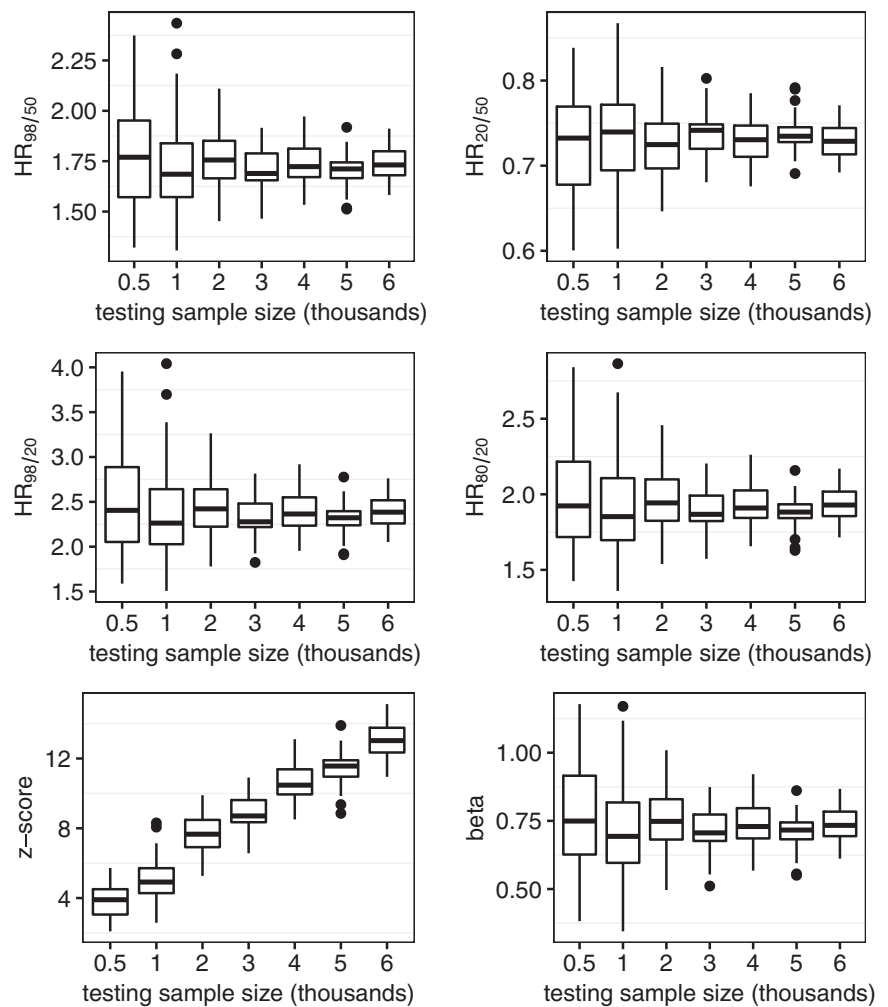 HR98/50
2.25
2.00
1.75
1.50
0.5 1 2 3 4 5 6
testing sample size (thousands)
HR20/50
0.8
0.7
0.6
0.5 1 2 3 4 5 6
testing sample size (thousands)
HR98/20
4.0
3.5
3.0
2.5
2.0
1.5
0.5 1 2 3 4 5 6
testing sample size (thousands)
HR80/20
2.5
2.0
1.5
0.5 1 2 3 4 5 6
testing sample size (thousands)
z−score
12
8
4
0.5 1 2 3 4 5 6
testing sample size (thousands)
beta
1.00
0.75
0.50
0.5 1 2 3 4 5 6
testing sample size (thousands)